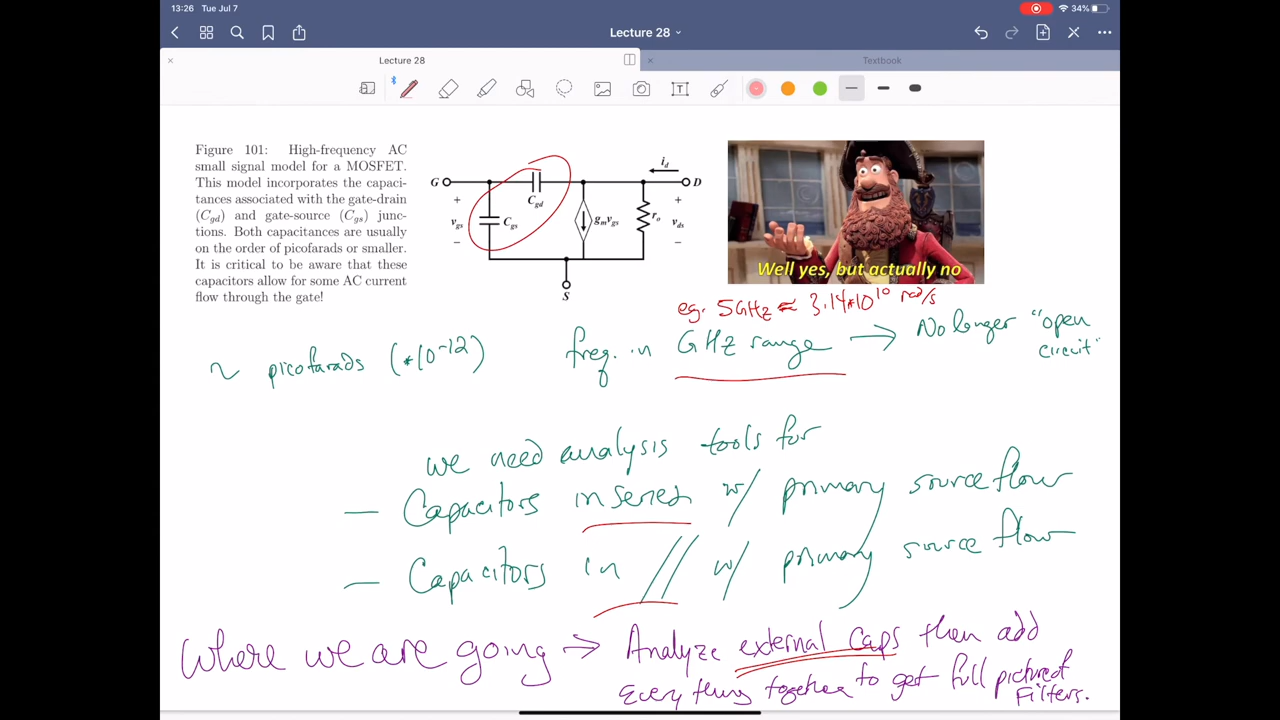 13:26 Tue Jul 7
34%
Lecture 28
Lecture 28
Textbook
Figure 101: High-frequency AC
small signal model for a MOSFET.
This model incorporates the capaci-
tances associated with the gate-drain
(Cgd) and gate-source (Cgs) junc-
tions. Both capacitances are usually
on the order of picofarads or smaller.
It is critical to be aware that these
capacitors allow for some AC current
flow through the gate!
G
+
vgs
−
Cgs
Cgd
gmvgs
ro
id
D
+
vds
−
S
Well yes, but actually no
eg. 5GHz ≈ 3.14*10^10 rad/s
~ picofarads (*10^-12)
freq. in GHz range → No longer "open
circuit"
we need analysis tools for
— Capacitors in series w/ primary source flow
— Capacitors in // w/ primary source flow
Where we are going → Analyze external caps then add
Everything together to get full picture of
Filters.